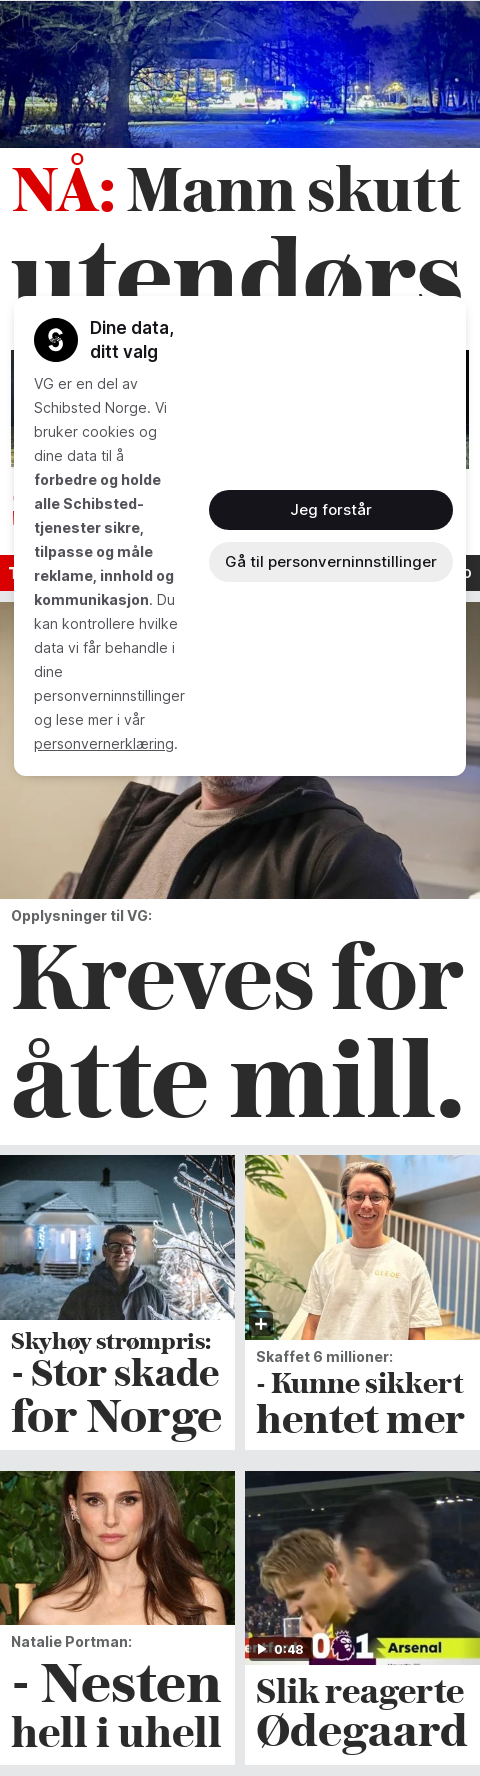 NÅ: Mann skutt
utendørs
Dine data,
ditt valg
VG er en del av
Schibsted Norge. Vi
bruker cookies og
dine data til å
forbedre og holde
alle Schibsted-
tjenester sikre,
tilpasse og måle
reklame, innhold og
kommunikasjon. Du
kan kontrollere hvilke
data vi får behandle i
dine
personverninnstillinger
og lese mer i vår
personvernerklæring.
Jeg forstår
Gå til personverninnstillinger
Opplysninger til VG:
Kreves for
åtte mill.
Skyhøy strømpris:
- Stor skade
for Norge
GLEDE
Skaffet 6 millioner:
- Kunne sikkert
hentet mer
Natalie Portman:
- Nesten
hell i uhell
0:48
0 1 Arsenal
Slik reagerte
Ødegaard